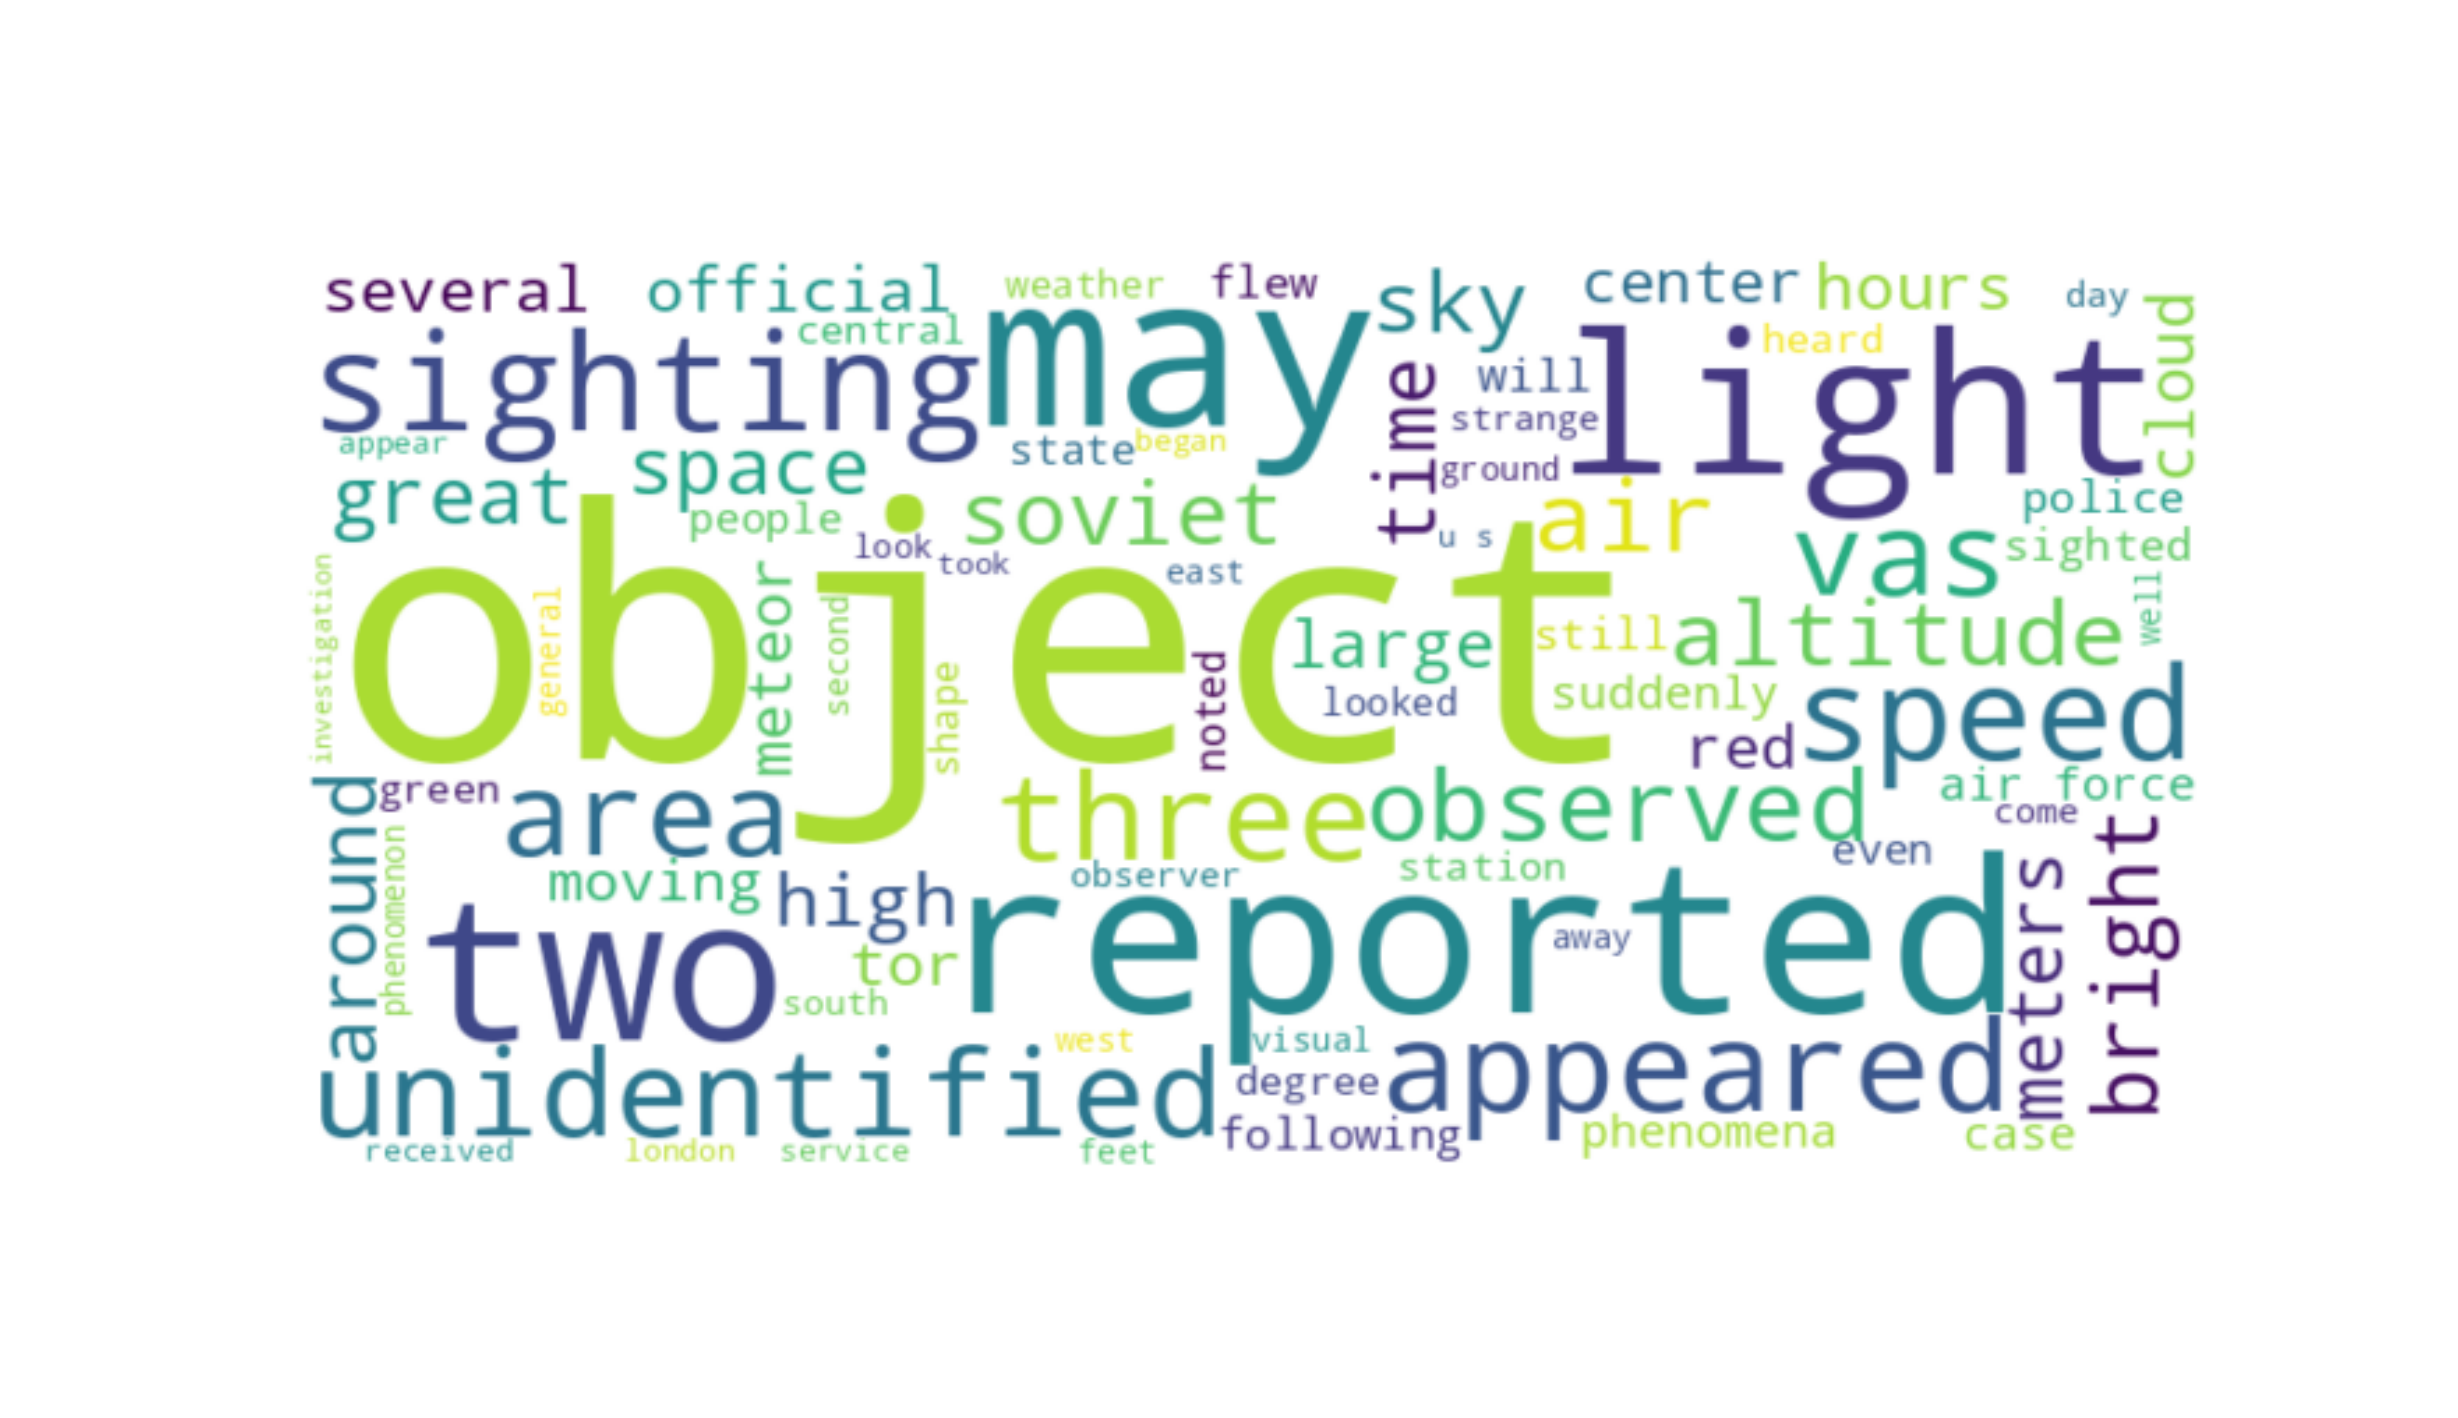 several
official
weather
flew
sky
center
hours
day
cloud
central
heard
sighting
may
light
time
will
strange
appear
state
began
ground
great
space
people
soviet
u s
air
police
look
took
vas
sighted
east
object
investigation
general
meteor
second
shape
noted
large
looked
still
altitude
well
suddenly
red
speed
around
green
area
three
observed
air force
come
even
phenomenon
moving
high
observer
station
meters
bright
two
tor
reported
away
south
west
visual
unidentified
degree
appeared
following
phenomena
case
received
london
service
feet